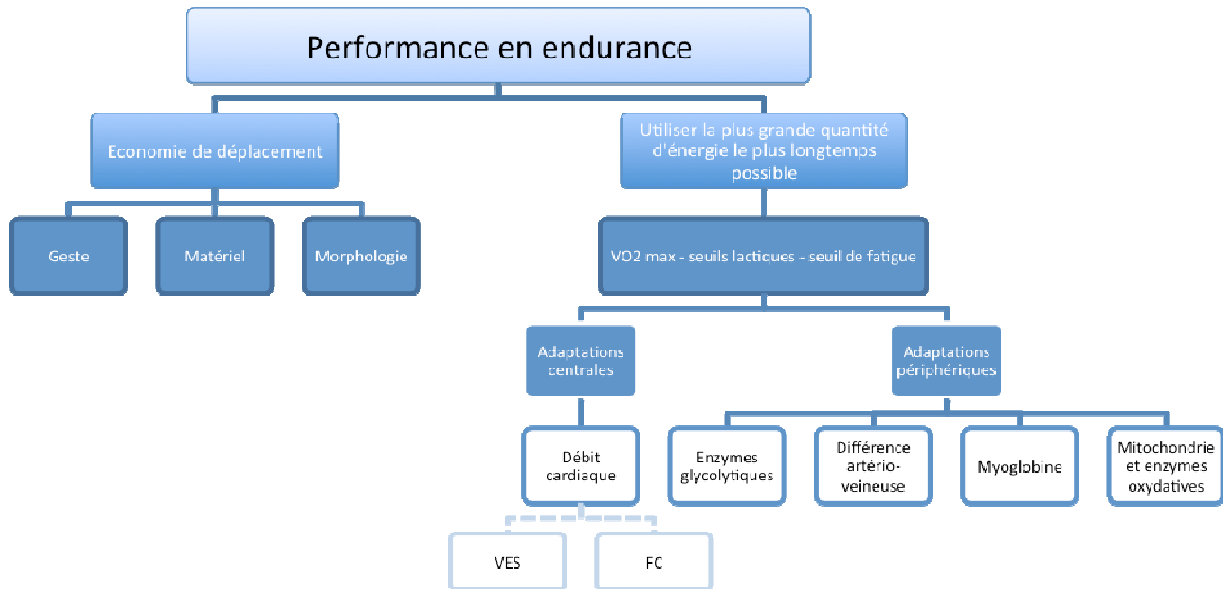 Performance en endurance
Economie de déplacement
Utiliser la plus grande quantité
d'énergie le plus longtemps
possible
Geste
Matériel
Morphologie
VO2 max - seuils lactiques - seuil de fatigue
Adaptations
centrales
Adaptations
périphériques
Débit
cardiaque
Enzymes
glycolytiques
Différence
artério-
veineuse
Myoglobine
Mitochondrie
et enzymes
oxydatives
VES
FC